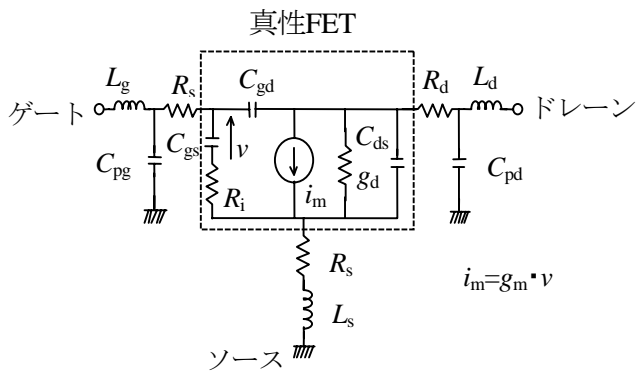 真性FET
L_g
R_s
C_gd
R_d
L_d
ゲート
ドレーン
C_pg
C_gs
v
C_ds
C_pd
R_i
i_m
g_d
R_s
i_m=g_m・v
L_s
ソース